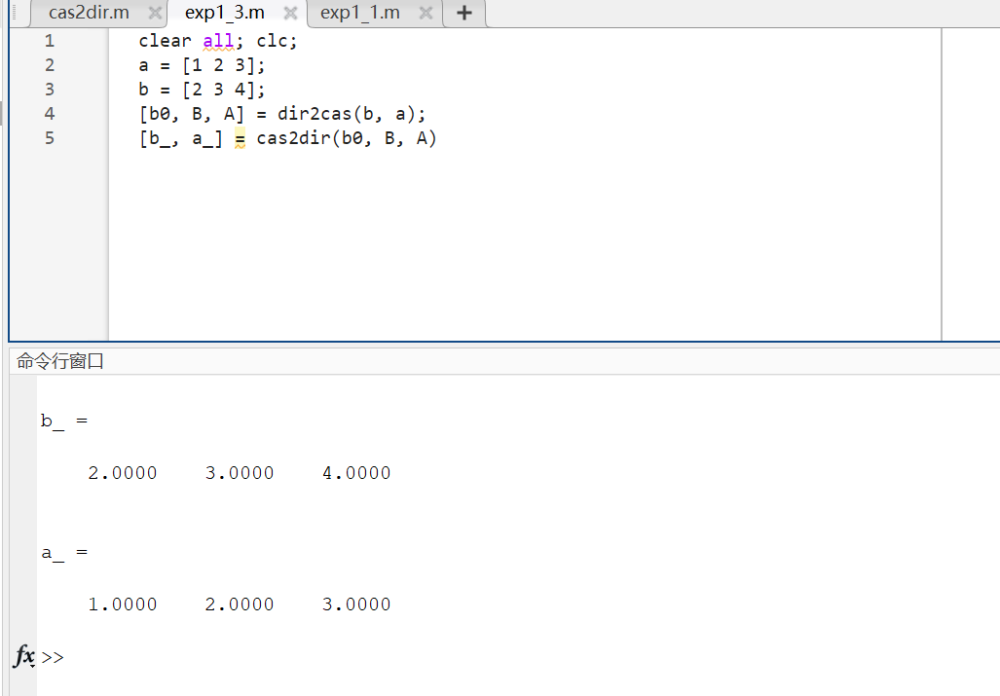 cas2dir.m × exp1_3.m × exp1_1.m × +
1 clear all; clc;
2 a = [1 2 3];
3 b = [2 3 4];
4 [b0, B, A] = dir2cas(b, a);
5 [b_, a_] = cas2dir(b0, B, A)
命令行窗口
b_ =
2.0000 3.0000 4.0000
a_ =
1.0000 2.0000 3.0000
fx >>